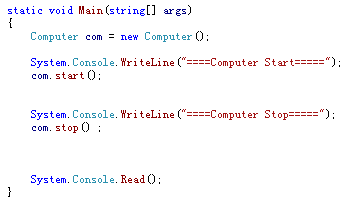 static void Main(string[] args)
{
Computer com = new Computer();
System.Console.WriteLine("====Computer Start=====");
com.start();
System.Console.WriteLine("====Computer Stop=====");
com.stop() ;
System.Console.Read();
}